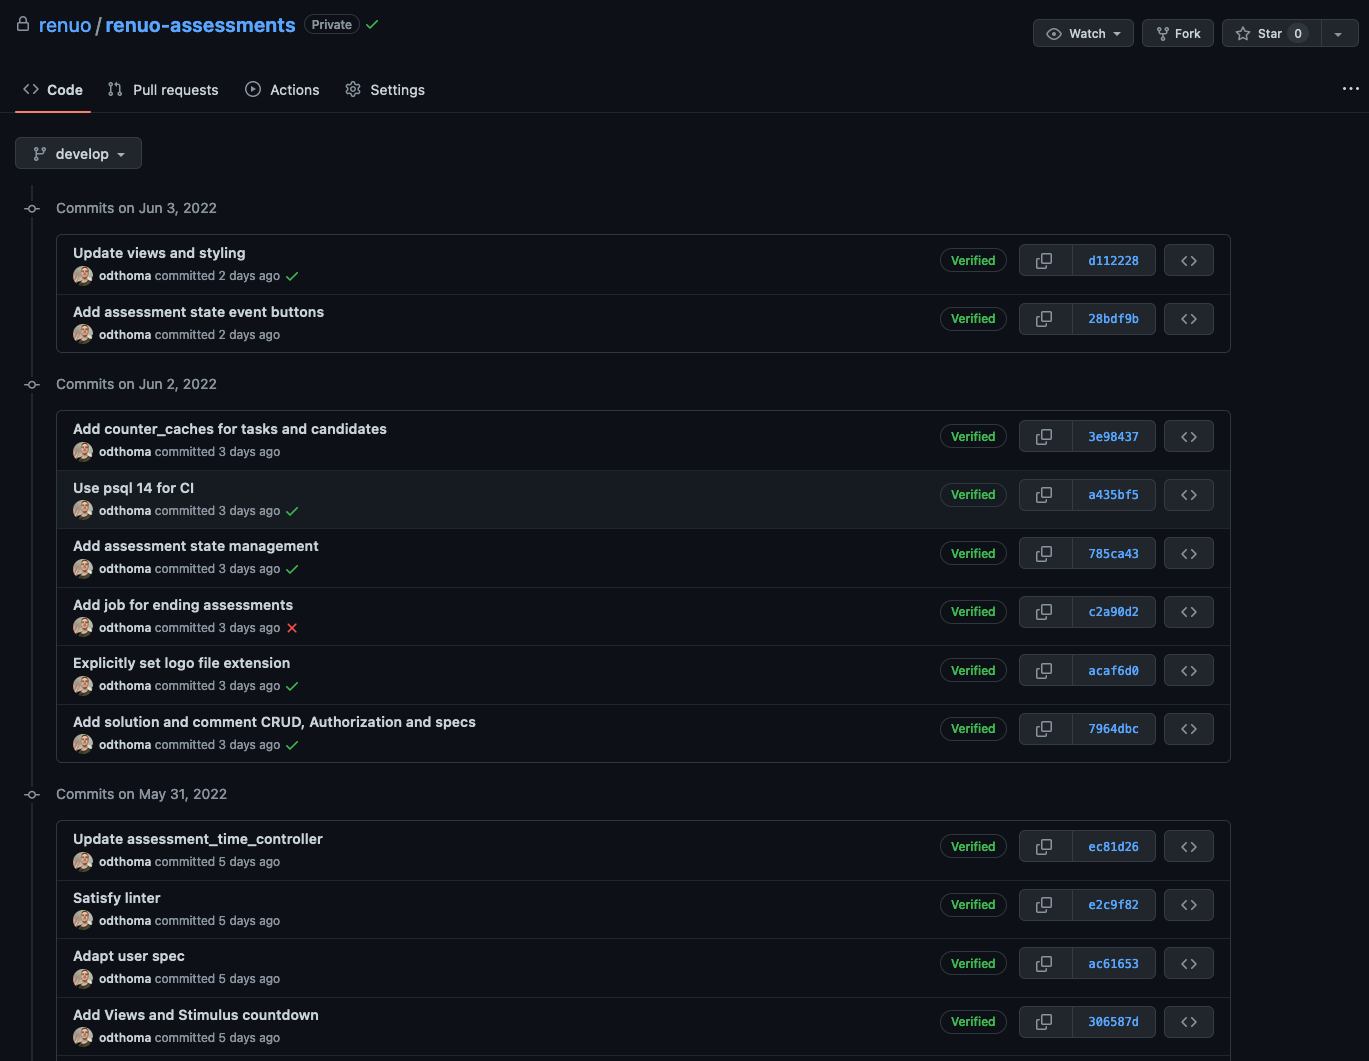 renuo / renuo-assessments Private
Watch Fork Star 0
Code Pull requests Actions Settings
develop
Commits on Jun 3, 2022
Update views and styling
odthoma committed 2 days ago
Verified d112228
Add assessment state event buttons
odthoma committed 2 days ago
Verified 28bdf9b
Commits on Jun 2, 2022
Add counter_caches for tasks and candidates
odthoma committed 3 days ago
Verified 3e98437
Use psql 14 for CI
odthoma committed 3 days ago
Verified a435bf5
Add assessment state management
odthoma committed 3 days ago
Verified 785ca43
Add job for ending assessments
odthoma committed 3 days ago
Verified c2a90d2
Explicitly set logo file extension
odthoma committed 3 days ago
Verified acaf6d0
Add solution and comment CRUD, Authorization and specs
odthoma committed 3 days ago
Verified 7964dbc
Commits on May 31, 2022
Update assessment_time_controller
odthoma committed 5 days ago
Verified ec81d26
Satisfy linter
odthoma committed 5 days ago
Verified e2c9f82
Adapt user spec
odthoma committed 5 days ago
Verified ac61653
Add Views and Stimulus countdown
odthoma committed 5 days ago
Verified 306587d